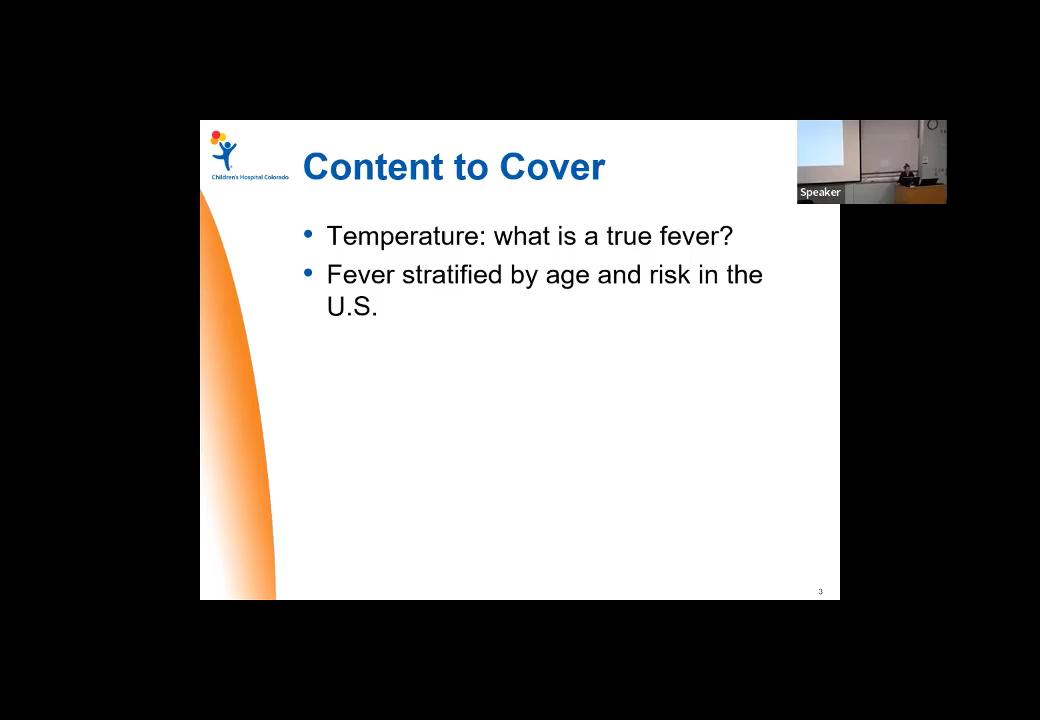 Children's Hospital Colorado
Content to Cover
Speaker
• Temperature: what is a true fever?
• Fever stratified by age and risk in the
U.S.
3